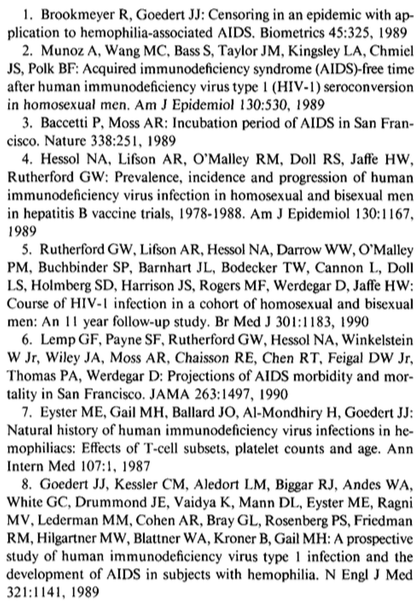 1. Brookmeyer R, Goedert JJ: Censoring in an epidemic with ap-
plication to hemophilia-associated AIDS. Biometrics 45:325, 1989
2. Munoz A, Wang MC, Bass S, Taylor JM, Kingsley LA, Chmiel
JS, Polk BF: Acquired immunodeficiency syndrome (AIDS)-free time
after human immunodeficiency virus type 1 (HIV-1) seroconversion
in homosexual men. Am J Epidemiol 130:530, 1989
3. Baccetti P, Moss AR: Incubation period of AIDS in San Fran-
cisco. Nature 338:251, 1989
4. Hessol NA, Lifson AR, O'Malley RM, Doll RS, Jaffe HW,
Rutherford GW: Prevalence, incidence and progression of human
immunodeficiency virus infection in homosexual and bisexual men
in hepatitis B vaccine trials, 1978-1988. Am J Epidemiol 130:1167,
1989
5. Rutherford GW, Lifson AR, Hessol NA, Darrow WW, O'Malley
PM, Buchbinder SP, Barnhart JL, Bodecker TW, Cannon L, Doll
LS, Holmberg SD, Harrison JS, Rogers MF, Werdegar D, Jaffe HW:
Course of HIV-1 infection in a cohort of homosexual and bisexual
men: An 11 year follow-up study. Br Med J 301:1183, 1990
6. Lemp GF, Payne SF, Rutherford GW, Hessol NA, Winkelstein
W Jr, Wiley JA, Moss AR, Chaisson RE, Chen RT, Feigal DW Jr,
Thomas PA, Werdegar D: Projections of AIDS morbidity and mor-
tality in San Francisco. JAMA 263:1497, 1990
7. Eyster ME, Gail MH, Ballard JO, Al-Mondhiry H, Goedert JJ:
Natural history of human immunodeficiency virus infections in he-
mophiliacs: Effects of T-cell subsets, platelet counts and age. Ann
Intern Med 107:1, 1987
8. Goedert JJ, Kessler CM, Aledort LM, Biggar RJ, Andes WA,
White GC, Drummond JE, Vaidya K, Mann DL, Eyster ME, Ragni
MV, Lederman MM, Cohen AR, Bray GL, Rosenberg PS, Friedman
RM, Hilgartner MW, Blattner WA, Kroner B, Gail MH: A prospective
study of human immunodeficiency virus type 1 infection and the
development of AIDS in subjects with hemophilia. N Engl J Med
321:1141, 1989